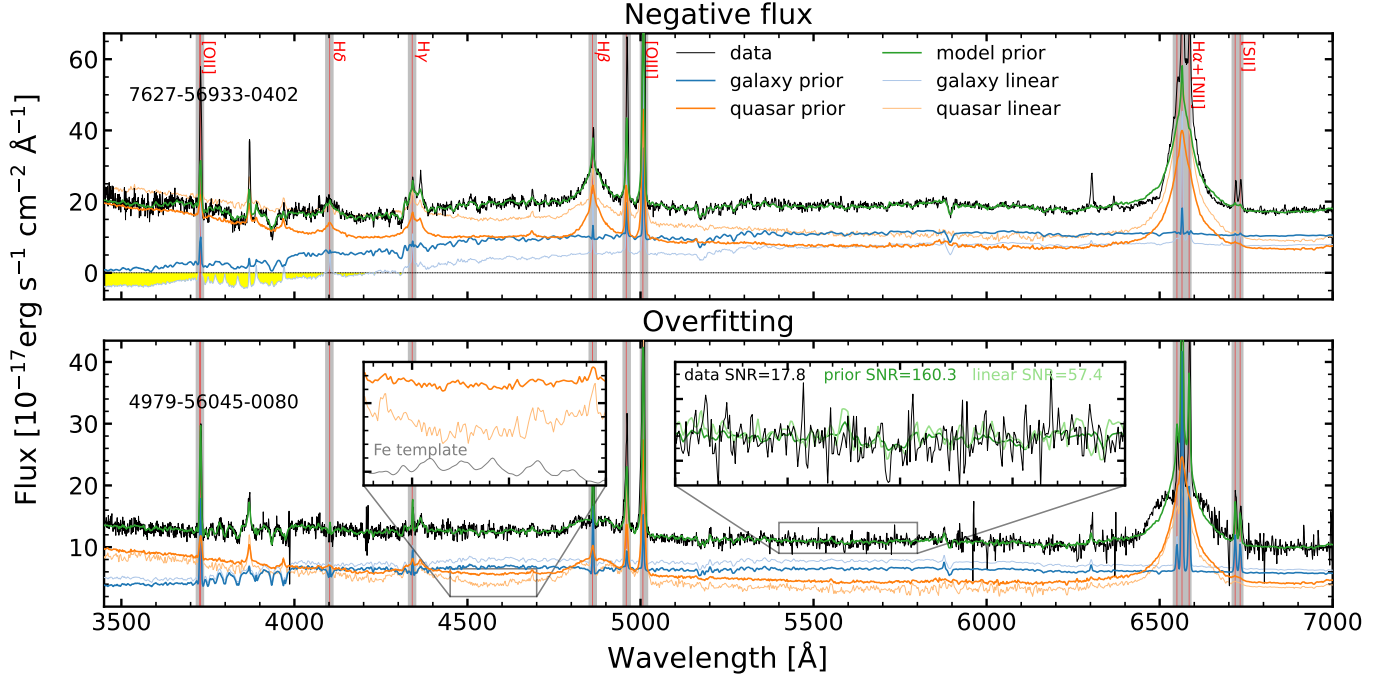 Negative flux
[OII]
Hδ
Hγ
Hβ
[OIII]
Hα+[NII]
[SII]
data
galaxy prior
quasar prior
model prior
galaxy linear
quasar linear
7627-56933-0402
60
40
20
0
Overfitting
4979-56045-0080
Fe template
data SNR=17.8 prior SNR=160.3 linear SNR=57.4
40
30
20
10
3500 4000 4500 5000 5500 6000 6500 7000
Wavelength [Å]
Flux [10⁻¹⁷erg s⁻¹ cm⁻² Å⁻¹]